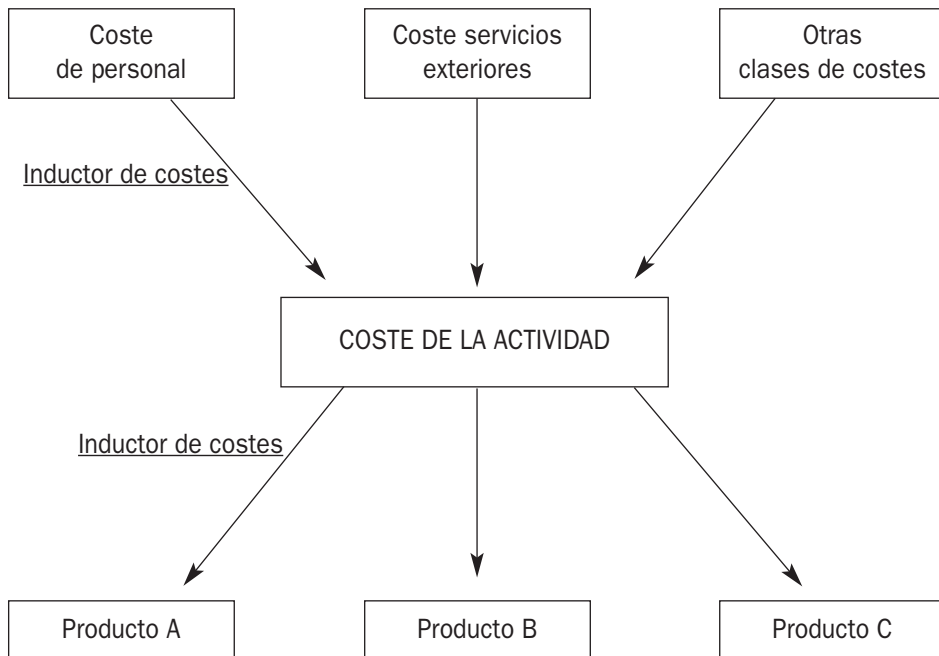 Coste
de personal
Coste servicios
exteriores
Otras
clases de costes
Inductor de costes
COSTE DE LA ACTIVIDAD
Inductor de costes
Producto A
Producto B
Producto C